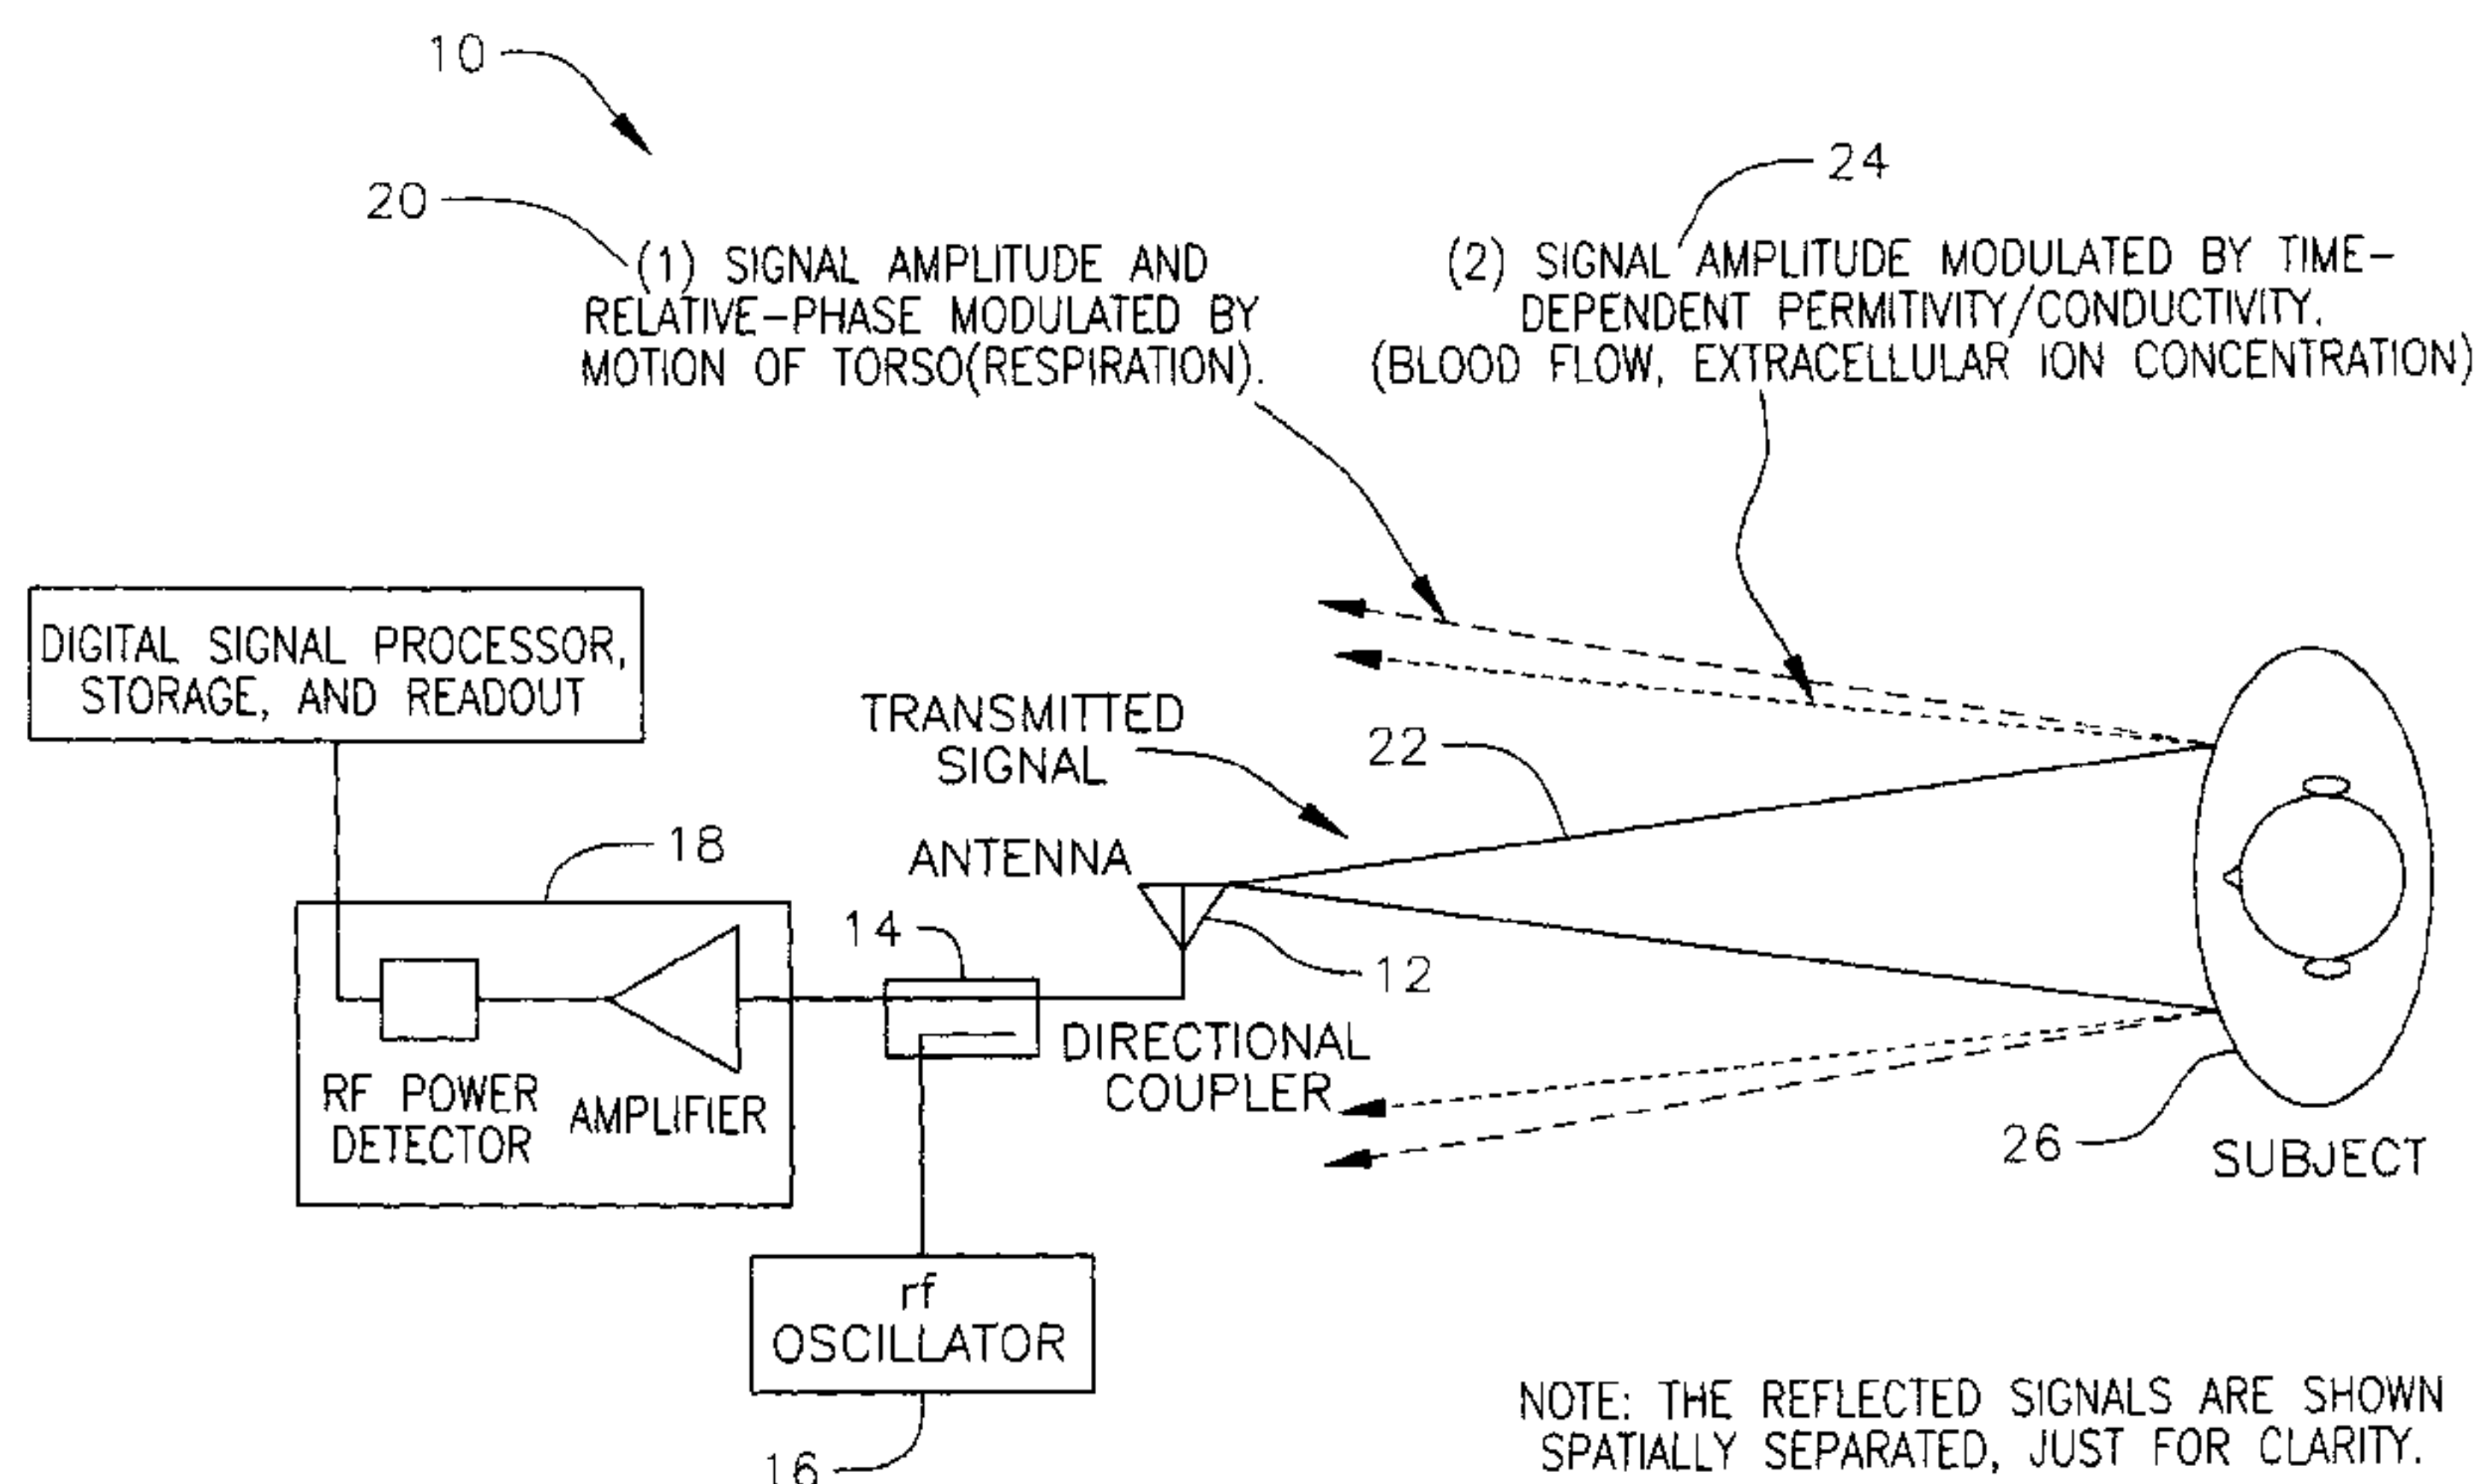 10
20
24
(1) SIGNAL AMPLITUDE AND
RELATIVE-PHASE MODULATED BY
MOTION OF TORSO(RESPIRATION).
(2) SIGNAL AMPLITUDE MODULATED BY TIME-
DEPENDENT PERMITIVITY/CONDUCTIVITY.
(BLOOD FLOW, EXTRACELLULAR ION CONCENTRATION)
DIGITAL SIGNAL PROCESSOR,
STORAGE, AND READOUT
TRANSMITTED
SIGNAL
22
18
ANTENNA
14
12
RF POWER
DETECTOR
AMPLIFIER
DIRECTIONAL
COUPLER
26
SUBJECT
rf
OSCILLATOR
16
NOTE: THE REFLECTED SIGNALS ARE SHOWN
SPATIALLY SEPARATED, JUST FOR CLARITY.